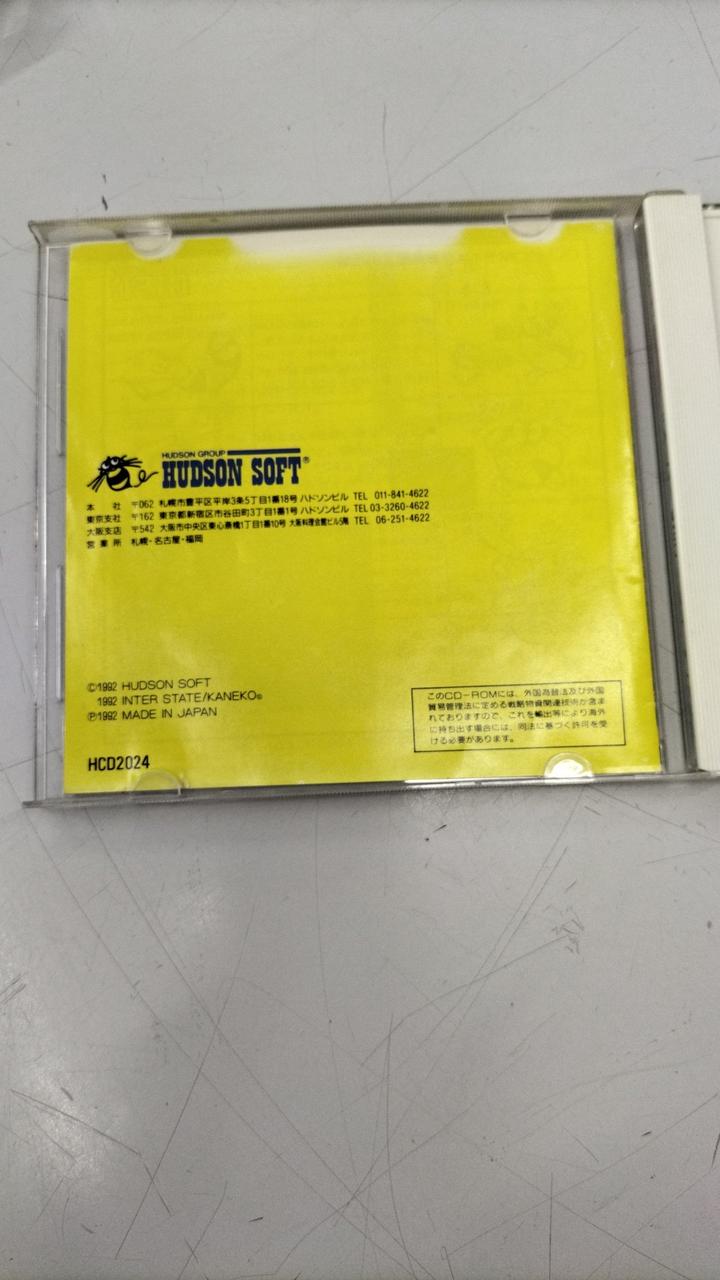 HUDSON GROUP
HUDSON SOFT®
本 社 〒062 札幌市豊平区平岸3条5丁目1番18号 ハドソンビル TEL 011-841-4622
東京支社 〒162 東京都新宿区市谷田町3丁目1番1号 ハドソンビル TEL 03-3260-4622
大阪支店 〒542 大阪市中央区東心斎橋1丁目1番10号 大阪料理会館ビル5階 TEL 06-251-4622
営業所 札幌・名古屋・福岡
©1992 HUDSON SOFT
1992 INTER STATE/KANEKO®
Ⓟ1992 MADE IN JAPAN
HCD2024
このCD-ROMには、外国為替法及び外国
貿易管理法に定める戦略物資関連技術が含ま
れておりますので、これを輸出等により海外
に持ち出す場合には、同法に基づく許可を受
ける必要があります。